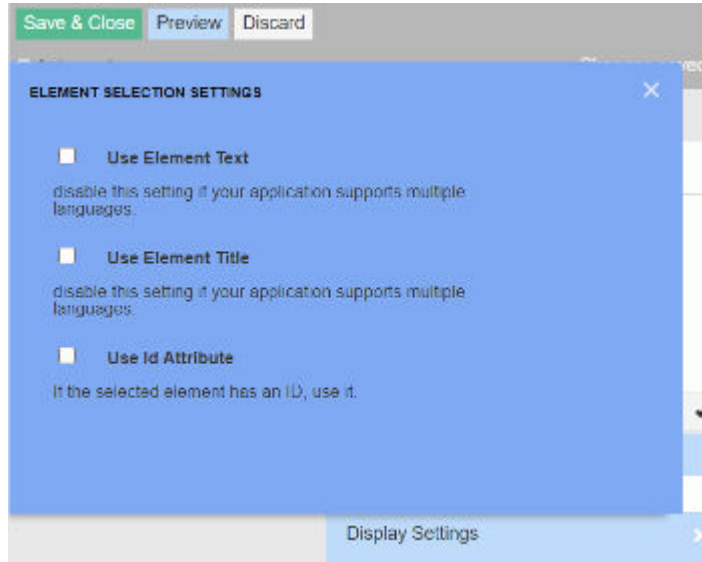 Save & Close Preview Discard
ELEMENT SELECTION SETTINGS
Use Element Text
disable this setting if your application supports multiple
languages.
Use Element Title
disable this setting if your application supports multiple
languages.
Use Id Attribute
If the selected element has an ID, use it.
Display Settings